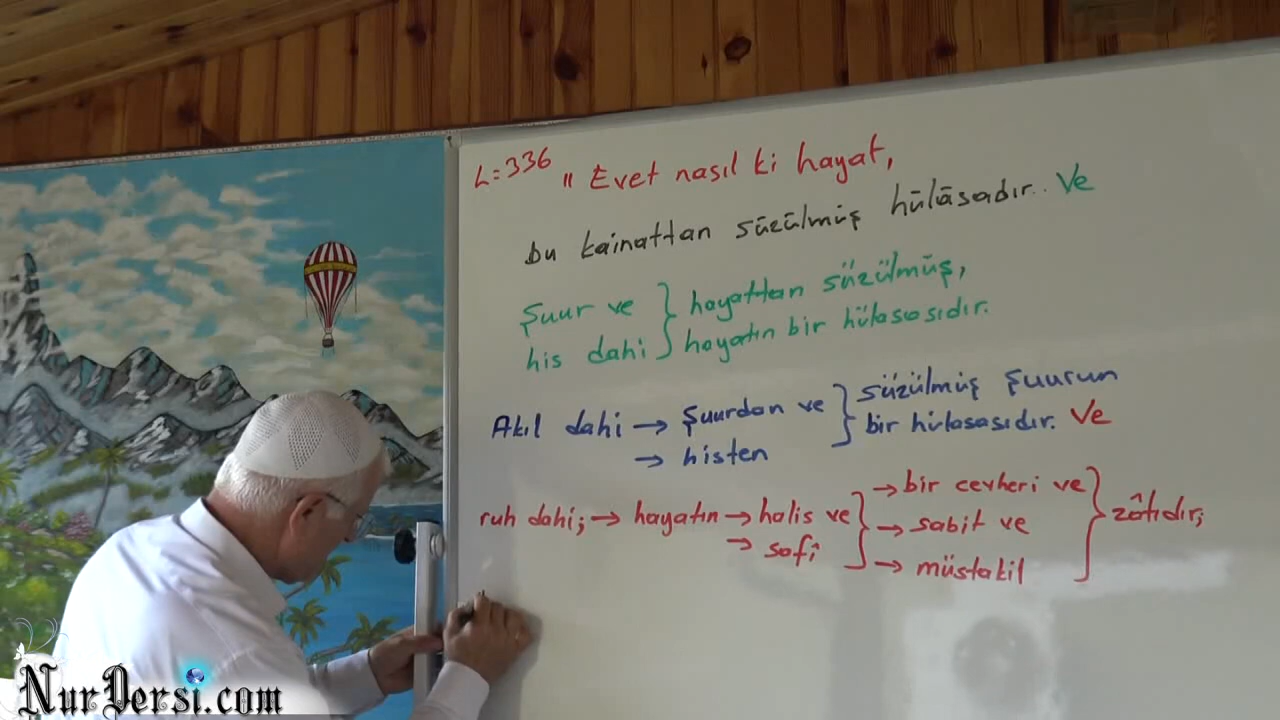 L=336 " Evet nasıl ki hayat,
bu kainattan süzülmüş hülâsadır.. Ve
Şuur ve } hayattan süzülmüş,
his dahi } hayatın bir hülasasıdır.
Akıl dahi → Şuurdan ve } süzülmüş Şuurun
→ histen } bir hülasasıdır. Ve
ruh dahi; → hayatın → halis ve } → bir cevheri ve } zâtıdır;
→ safî } → sabit ve
→ müstakil
NurDersi.com